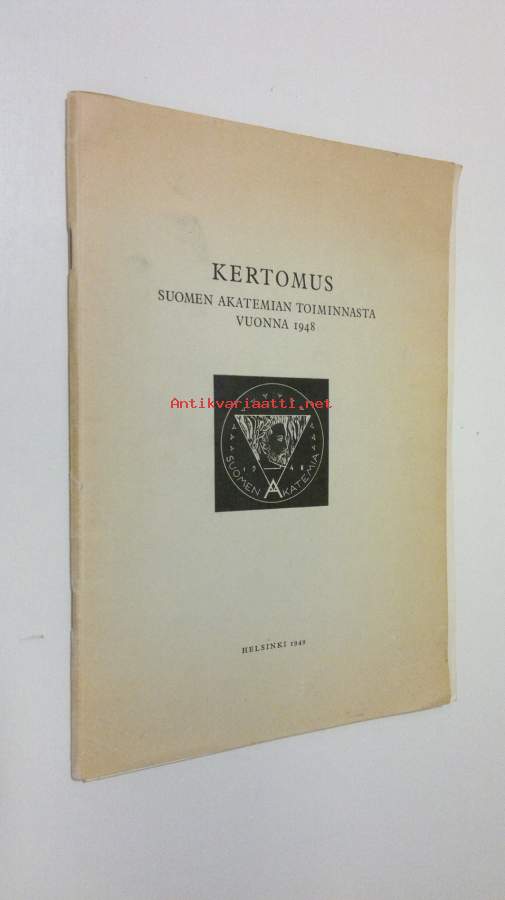 KERTOMUS
SUOMEN AKATEMIAN TOIMINNASTA
VUONNA 1948
Antikvariaatti.net
SUOMEN AKATEMIA
HELSINKI 1949